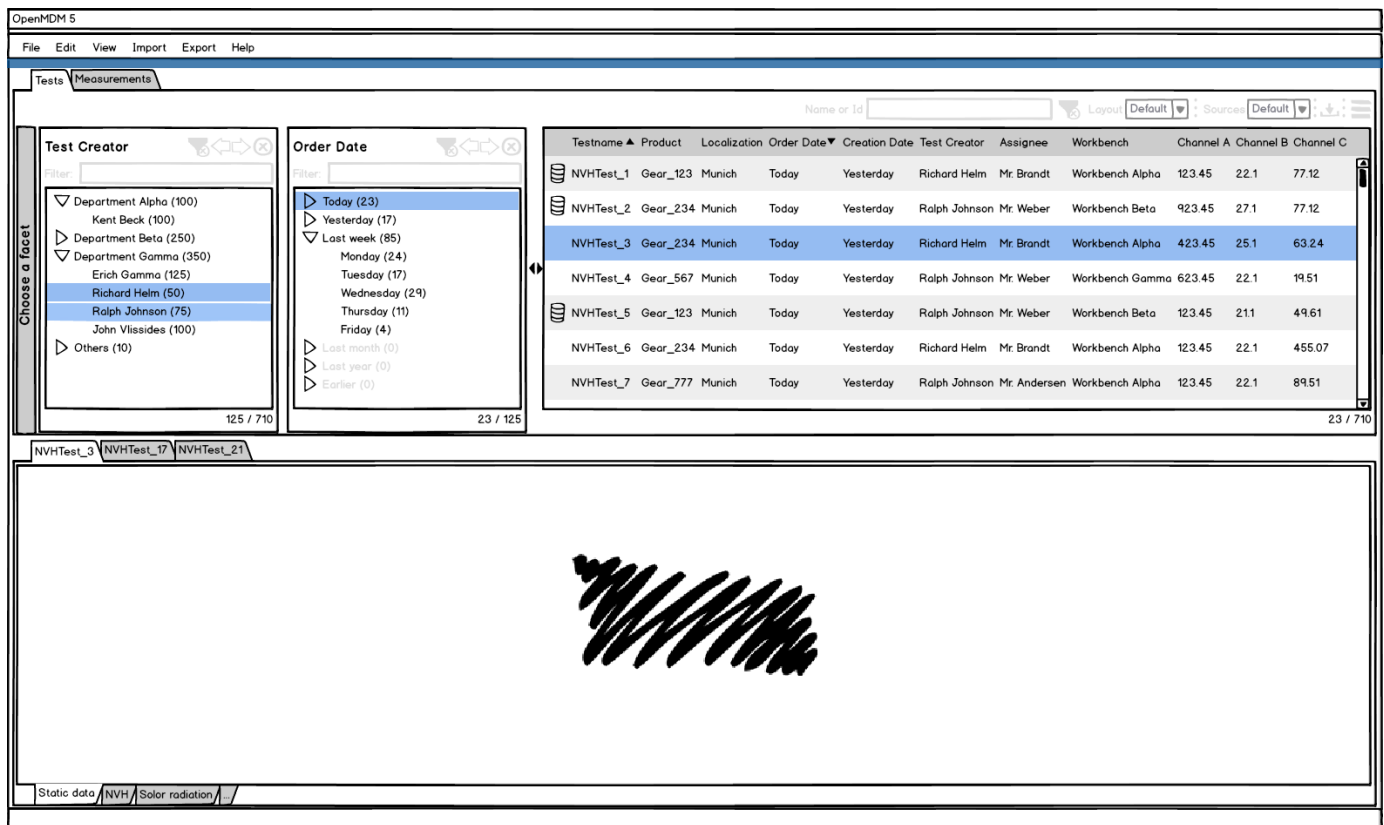 OpenMDM 5
File Edit View Import Export Help
Tests Measurements
Name or Id Layout Default Sources Default
Choose a facet
Test Creator
Filter:
Department Alpha (100)
Kent Beck (100)
Department Beta (250)
Department Gamma (350)
Erich Gamma (125)
Richard Helm (50)
Ralph Johnson (75)
John Vlissides (100)
Others (10)
125 / 710
Order Date
Filter:
Today (23)
Yesterday (17)
Last week (85)
Monday (24)
Tuesday (17)
Wednesday (29)
Thursday (11)
Friday (4)
Last month (0)
Last year (0)
Earlier (0)
23 / 125
Testname Product Localization Order Date Creation Date Test Creator Assignee Workbench Channel A Channel B Channel C
NVHTest_1 Gear_123 Munich Today Yesterday Richard Helm Mr. Brandt Workbench Alpha 123.45 22.1 77.12
NVHTest_2 Gear_234 Munich Today Yesterday Ralph Johnson Mr. Weber Workbench Beta 923.45 27.1 77.12
NVHTest_3 Gear_234 Munich Today Yesterday Richard Helm Mr. Brandt Workbench Alpha 423.45 25.1 63.24
NVHTest_4 Gear_567 Munich Today Yesterday Ralph Johnson Mr. Weber Workbench Gamma 623.45 22.1 19.51
NVHTest_5 Gear_123 Munich Today Yesterday Ralph Johnson Mr. Weber Workbench Beta 123.45 21.1 49.61
NVHTest_6 Gear_234 Munich Today Yesterday Richard Helm Mr. Brandt Workbench Alpha 123.45 22.1 455.07
NVHTest_7 Gear_777 Munich Today Yesterday Ralph Johnson Mr. Andersen Workbench Alpha 123.45 22.1 89.51
23 / 710
NVHTest_3 NVHTest_17 NVHTest_21
Static data NVH Solor radiation ...